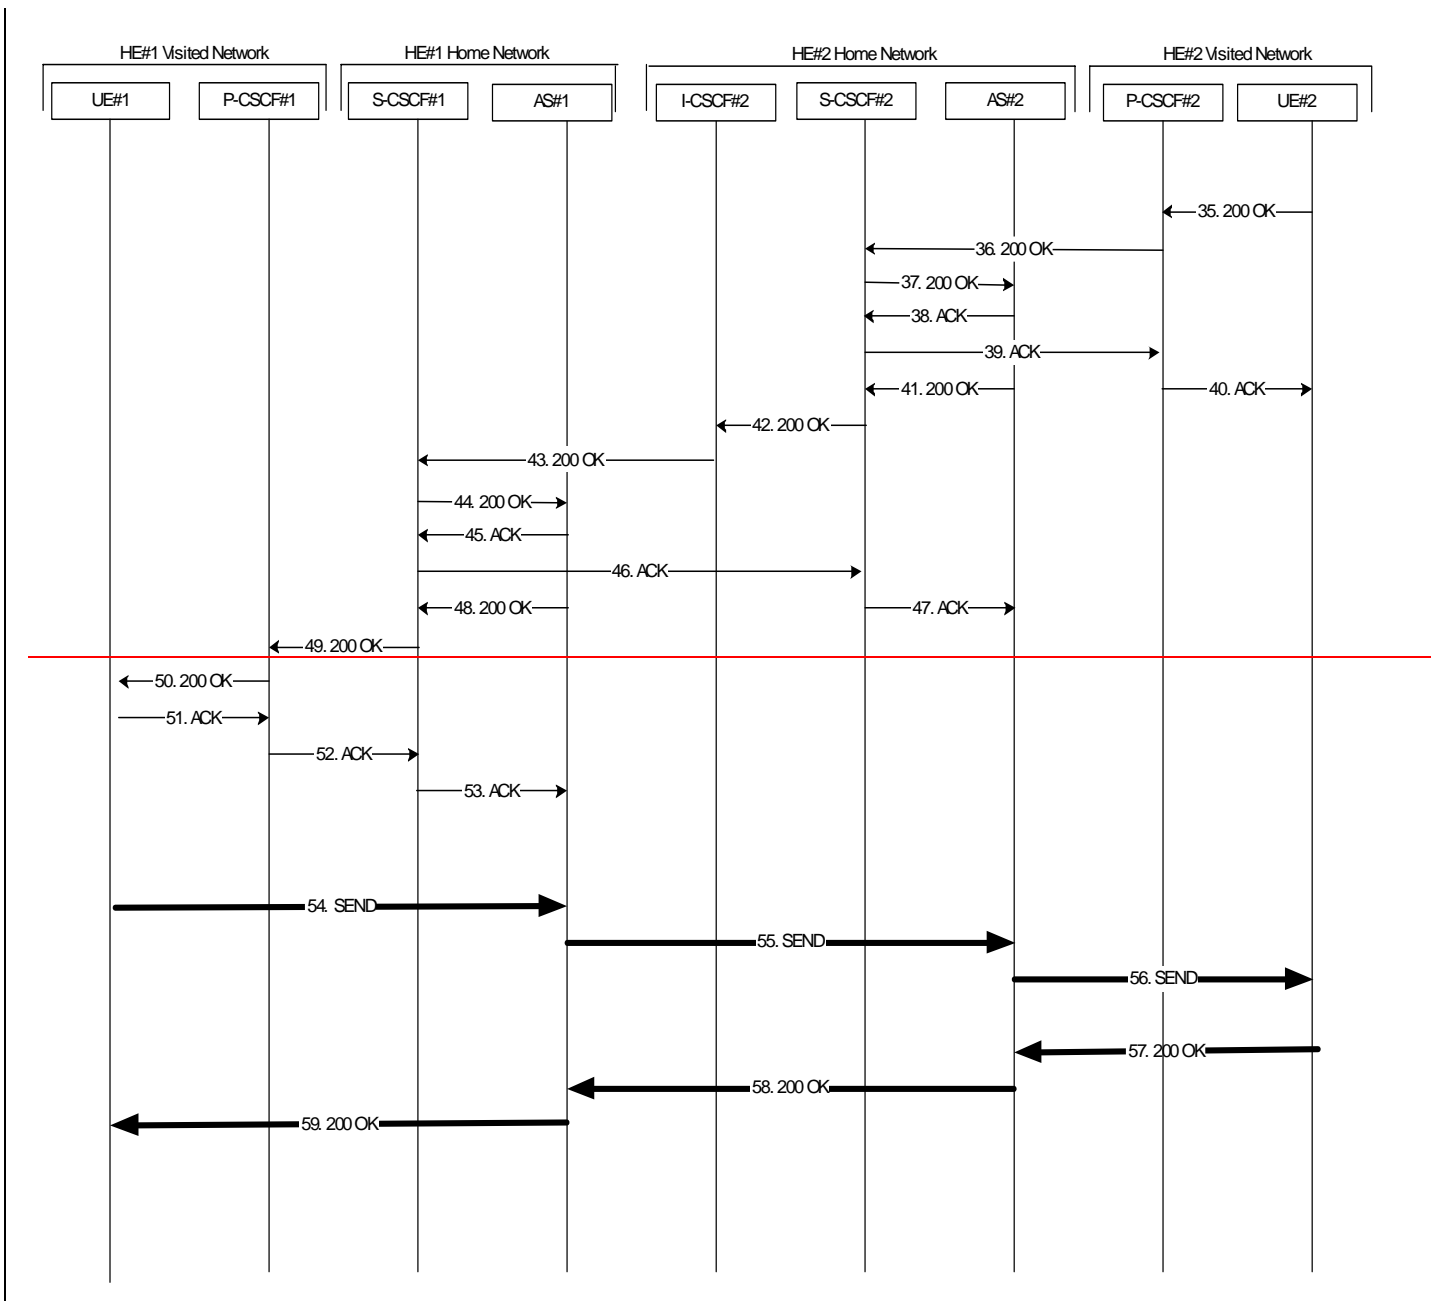 HE#1 Visited Network
HE#1 Home Network
HE#2 Home Network
HE#2 Visited Network
UE#1
P-CSCF#1
S-CSCF#1
AS#1
I-CSCF#2
S-CSCF#2
AS#2
P-CSCF#2
UE#2
35. 200 OK
36. 200 OK
37. 200 OK
38. ACK
39. ACK
41. 200 OK
40. ACK
42. 200 OK
43. 200 OK
44. 200 OK
45. ACK
46. ACK
48. 200 OK
47. ACK
49. 200 OK
50. 200 OK
51. ACK
52. ACK
53. ACK
54. SEND
55. SEND
56. SEND
57. 200 OK
58. 200 OK
59. 200 OK